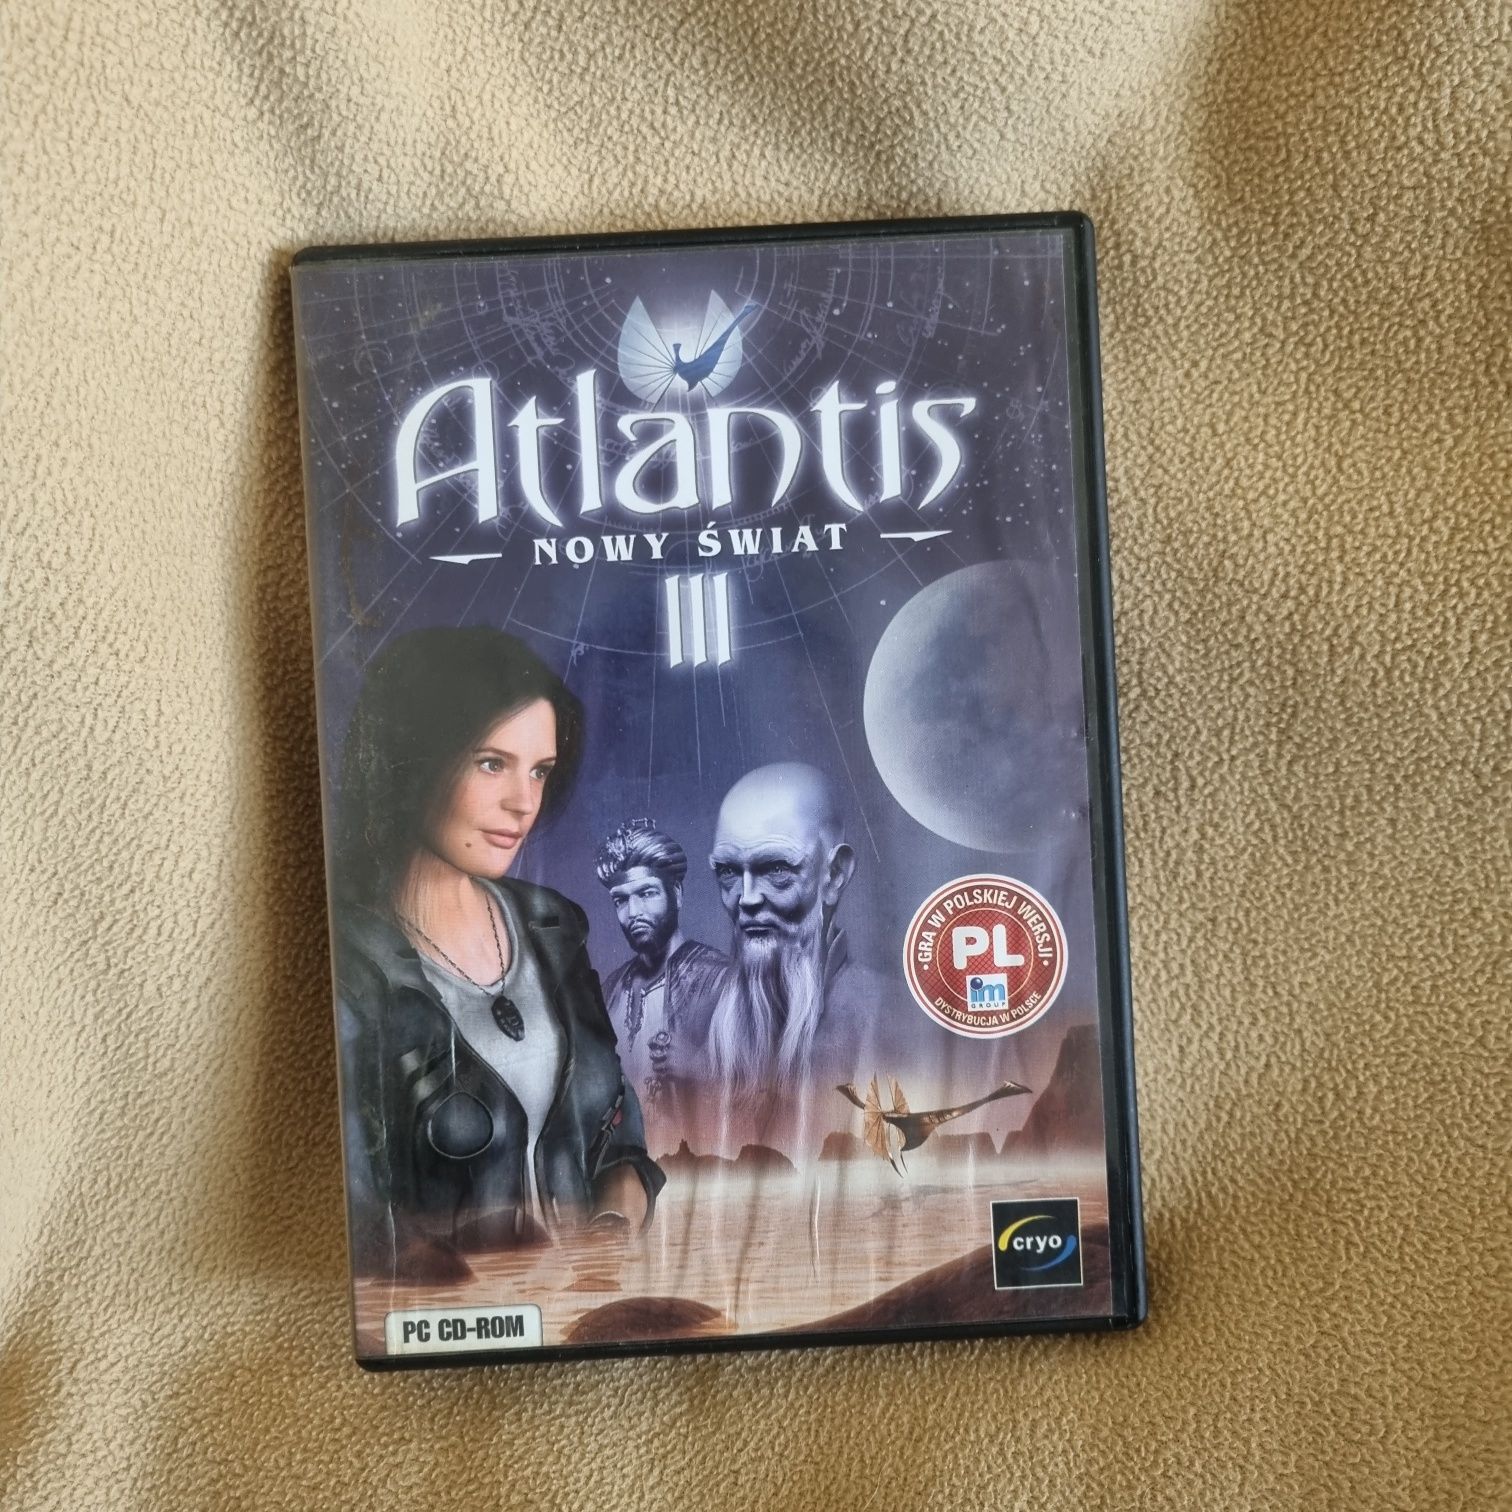 Atlantis
NOWY ŚWIAT
III
GRA W POLSKIEJ WERSJI
PL
im
GROUP
DYSTRYBUCJA W POLSCE
cryo
PC CD-ROM